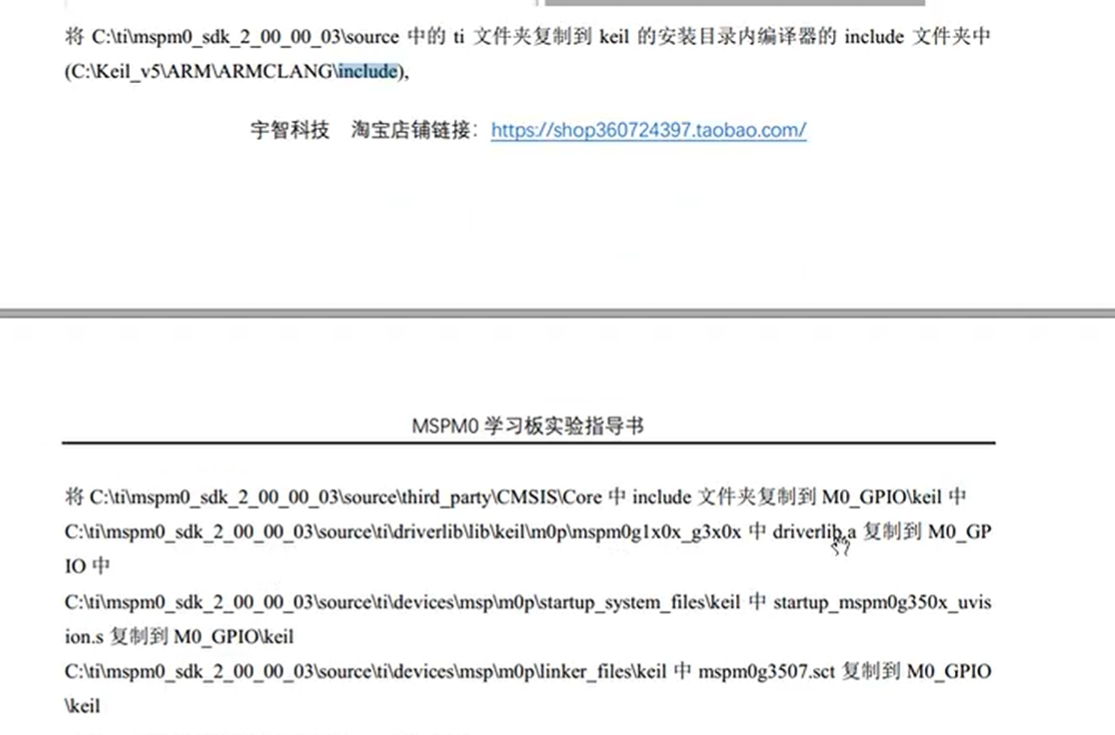 将 C:\ti\mspm0_sdk_2_00_00_03\source 中的 ti 文件夹复制到 keil 的安装目录内编译器的 include 文件夹中
(C:\Keil_v5\ARM\ARMCLANG\include),
宇智科技 淘宝店铺链接：https://shop360724397.taobao.com/
MSPM0 学习板实验指导书
将 C:\ti\mspm0_sdk_2_00_00_03\source\third_party\CMSIS\Core 中 include 文件夹复制到 M0_GPIO\keil 中
C:\ti\mspm0_sdk_2_00_00_03\source\ti\driverlib\lib\keil\m0p\mspm0g1x0x_g3x0x 中 driverlib.a 复制到 M0_GP
IO 中
C:\ti\mspm0_sdk_2_00_00_03\source\ti\devices\msp\m0p\startup_system_files\keil 中 startup_mspm0g350x_uvis
ion.s 复制到 M0_GPIO\keil
C:\ti\mspm0_sdk_2_00_00_03\source\ti\devices\msp\m0p\linker_files\keil 中 mspm0g3507.sct 复制到 M0_GPIO
\keil